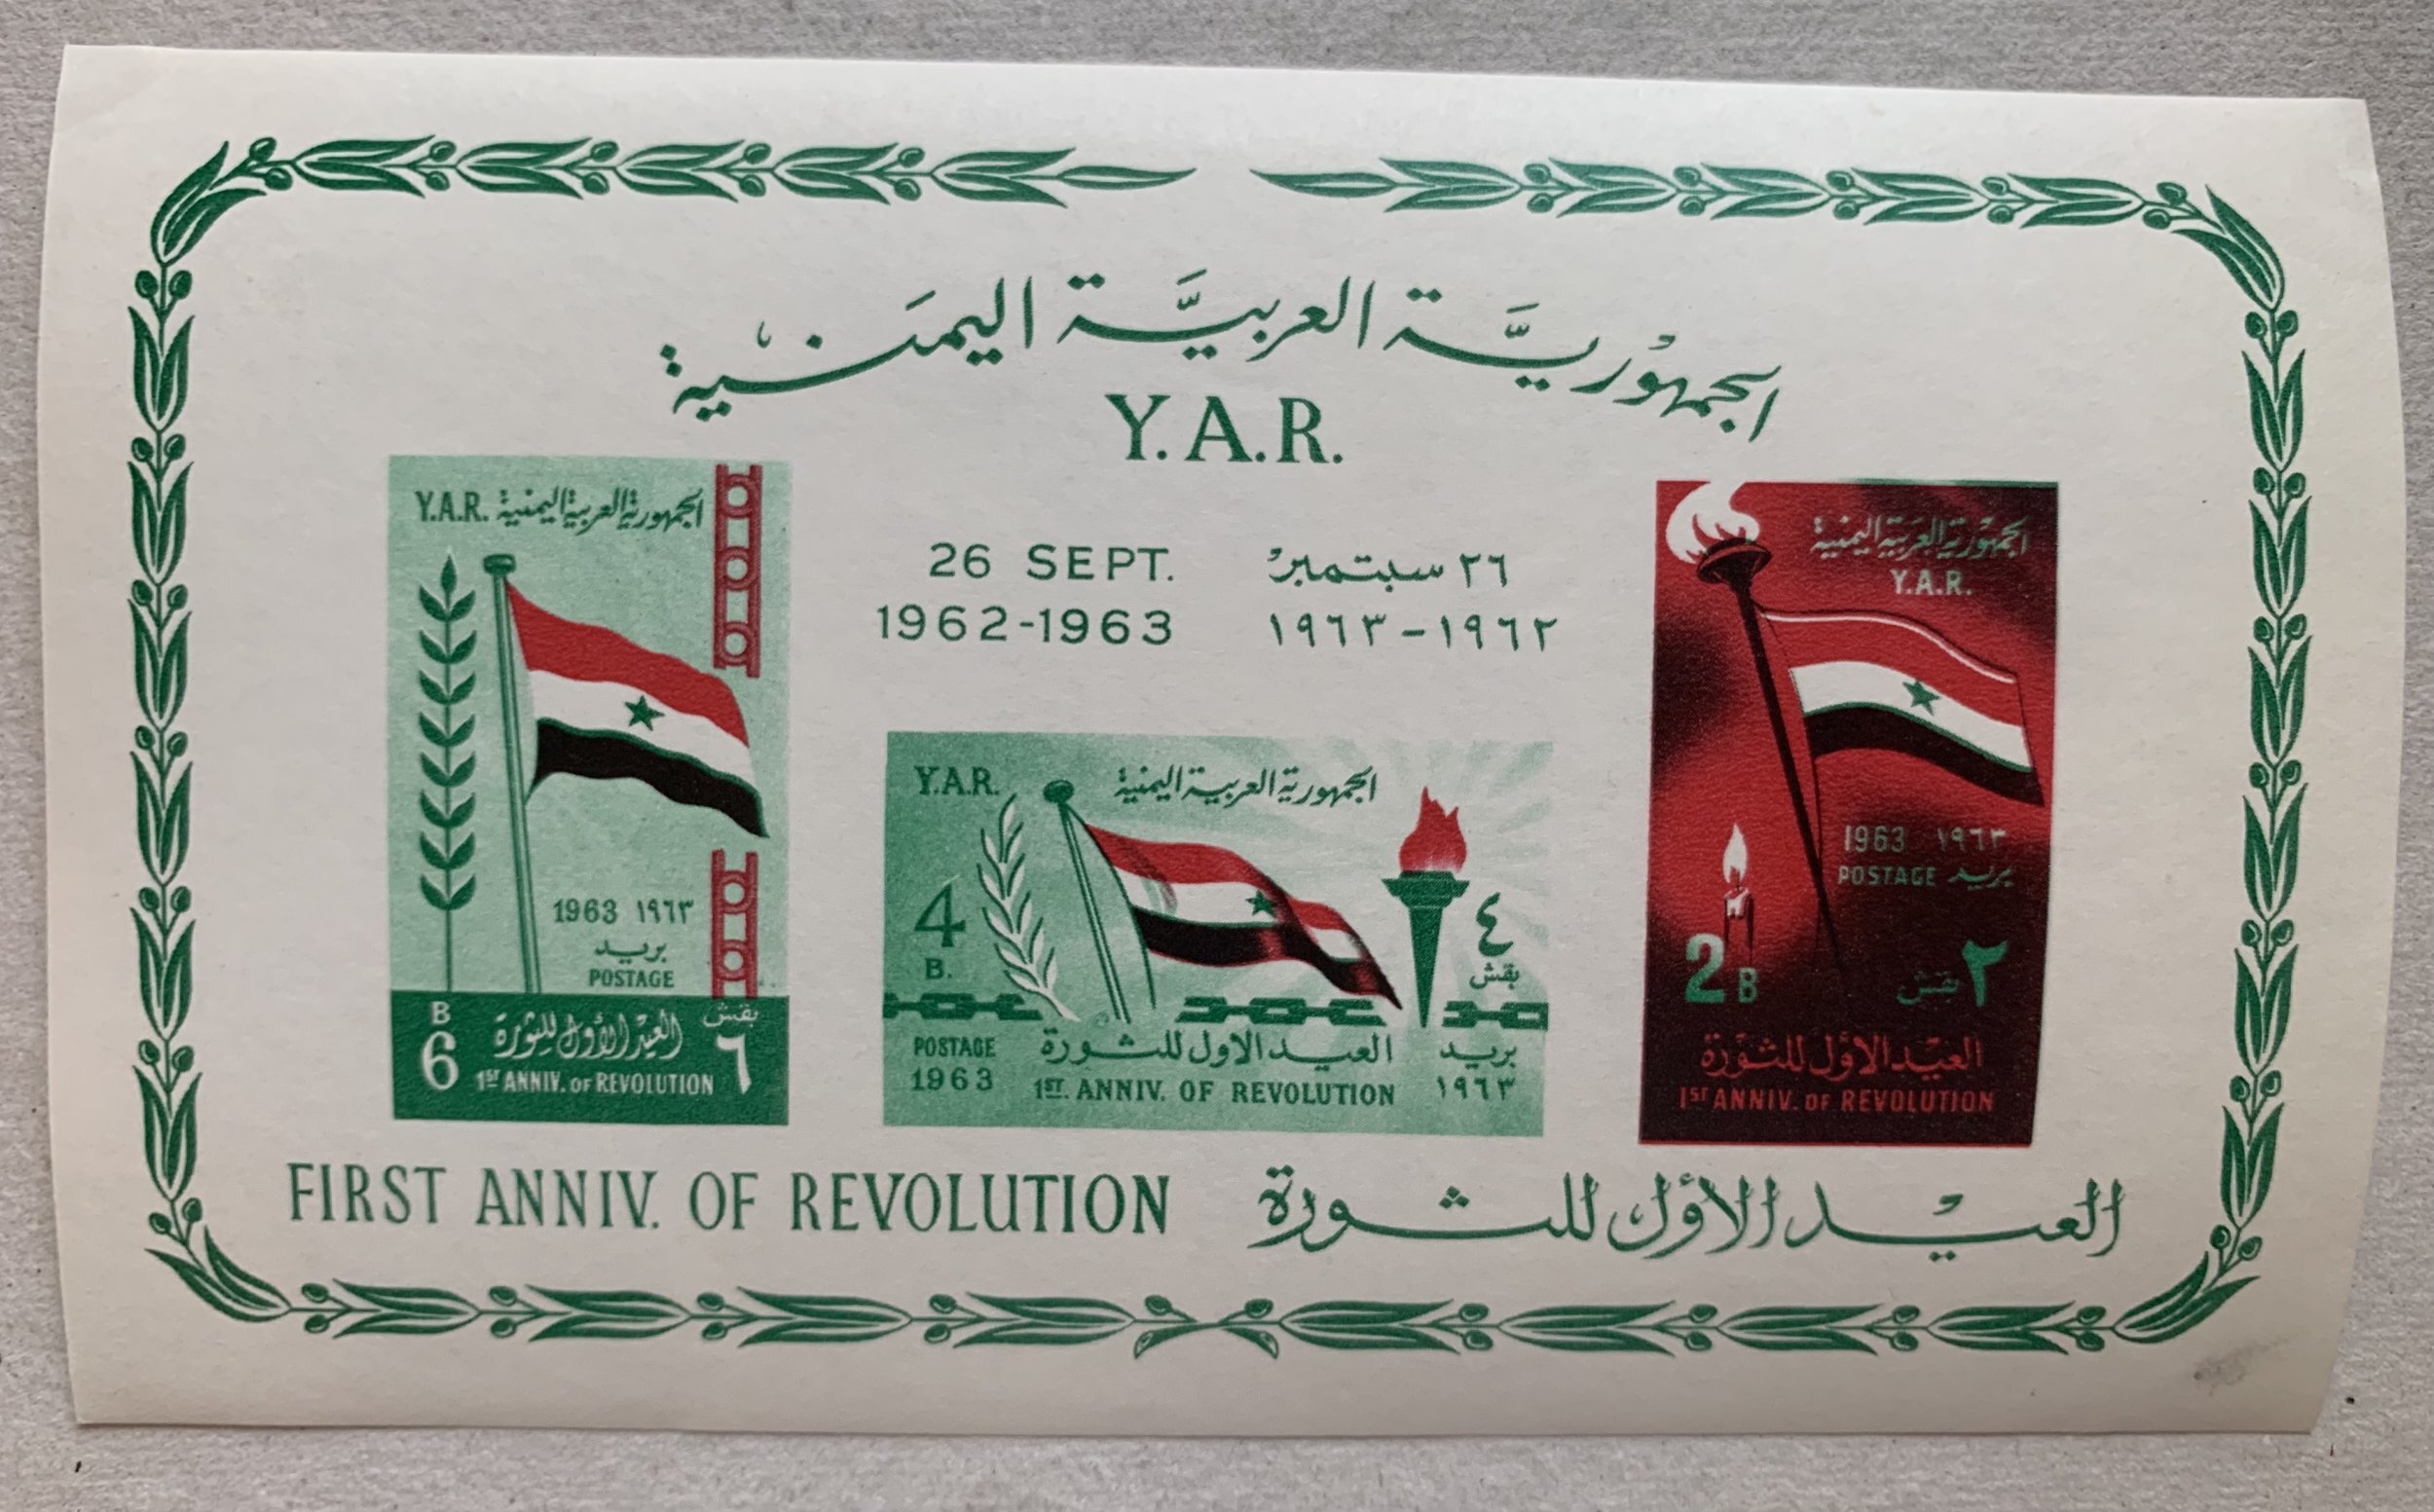 الجمهورية العربية اليمنية
Y.A.R.
26 SEPT. ٢٦ سبتمبر
1962-1963 ١٩٦٢-١٩٦٣
Y.A.R. الجمهورية العربية اليمنية
1963 ١٩٦٣
بريد
POSTAGE
B بقش
6 العيد الأول للثورة ٦
1ST ANNIV. OF REVOLUTION
Y.A.R. الجمهورية العربية اليمنية
4 ٤
B. بقش
POSTAGE العيد الاول للثورة بريد
1963 1ST. ANNIV. OF REVOLUTION ١٩٦٣
الجمهورية العربية اليمنية
Y.A.R.
1963 ١٩٦٣
POSTAGE بريد
2 B ٢ بقش
العيد الأول للثورة
1ST ANNIV. OF REVOLUTION
FIRST ANNIV. OF REVOLUTION العيد الأول للثورة